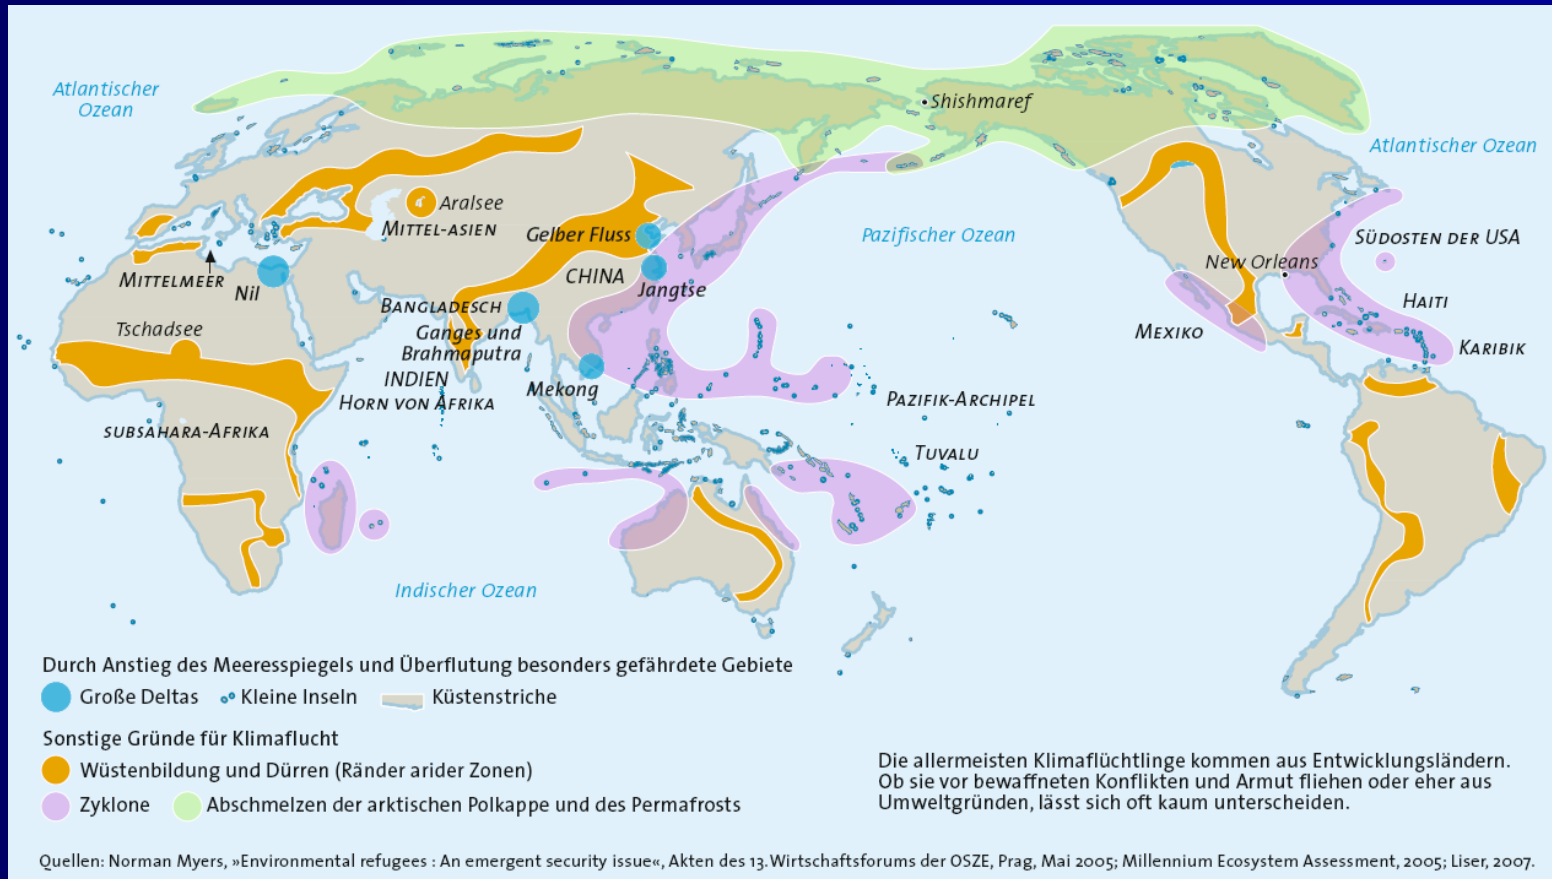 Atlantischer
Ozean
Shishmaref
Atlantischer Ozean
Aralsee
MITTEL-ASIEN
Gelber Fluss
Pazifischer Ozean
SÜDOSTEN DER USA
New Orleans
MITTELMEER
Nil
CHINA
Jangtse
BANGLADESCH
Ganges und
Brahmaputra
HAITI
Tschadsee
MEXIKO
KARIBIK
INDIEN
Mekong
HORN VON AFRIKA
PAZIFIK-ARCHIPEL
SUBSAHARA-AFRIKA
TUVALU
Indischer Ozean
Durch Anstieg des Meeresspiegels und Überflutung besonders gefährdete Gebiete
Große Deltas Kleine Inseln Küstenstriche
Sonstige Gründe für Klimaflucht
Wüstenbildung und Dürren (Ränder arider Zonen)
Zyklone Abschmelzen der arktischen Polkappe und des Permafrosts
Die allermeisten Klimaflüchtlinge kommen aus Entwicklungsländern.
Ob sie vor bewaffneten Konflikten und Armut fliehen oder eher aus
Umweltgründen, lässt sich oft kaum unterscheiden.
Quellen: Norman Myers, »Environmental refugees : An emergent security issue«, Akten des 13. Wirtschaftsforums der OSZE, Prag, Mai 2005; Millennium Ecosystem Assessment, 2005; Liser, 2007.